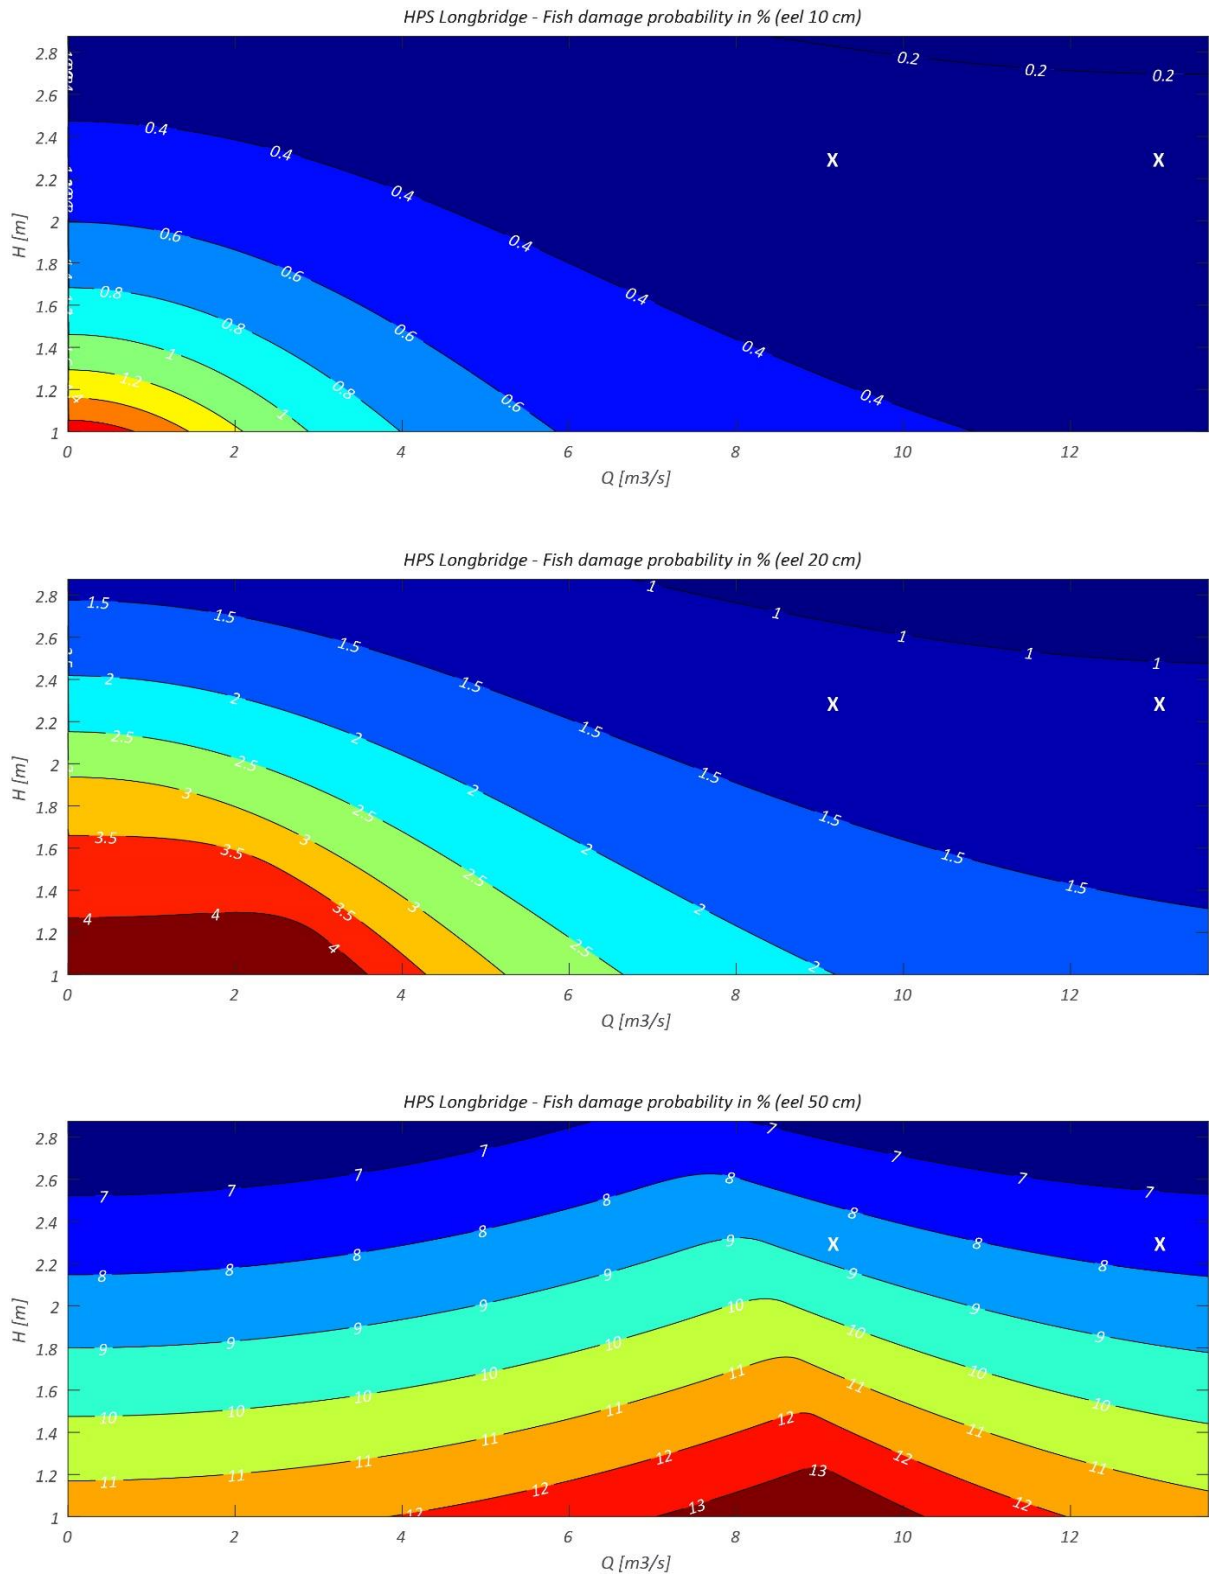 HPS Longbridge - Fish damage probability in % (eel 10 cm)
2.8
2.6
2.4
2.2
2
1.8
1.6
1.4
1.2
1
H [m]
0.2 0.2 0.2
0.4 0.4 0.4 0.4 0.4 0.4 0.4
X X
0.6 0.6 0.6 0.6
0.8 0.8 0.8
1 1
1.2
0 2 4 6 8 10 12
Q [m3/s]
HPS Longbridge - Fish damage probability in % (eel 20 cm)
2.8
2.6
2.4
2.2
2
1.8
1.6
1.4
1.2
1
H [m]
1 1 1 1 1
1.5 1.5 1.5 1.5 1.5 1.5 1.5 1.5 1.5
X X
2 2 2 2 2 2 2
2.5 2.5 2.5 2.5 2.5
3 3 3
3.5 3.5 3.5
4 4 4
0 2 4 6 8 10 12
Q [m3/s]
HPS Longbridge - Fish damage probability in % (eel 50 cm)
2.8
2.6
2.4
2.2
2
1.8
1.6
1.4
1.2
1
H [m]
7 7 7 7 7 7 7 7
8 8 8 8 8 8 8 8 8
X X
9 9 9 9 9 9 9 9 9
10 10 10 10 10 10 10 10 10
11 11 11 11 11 11 11 11 11
12 12 12 12 12 12
13 13
0 2 4 6 8 10 12
Q [m3/s]